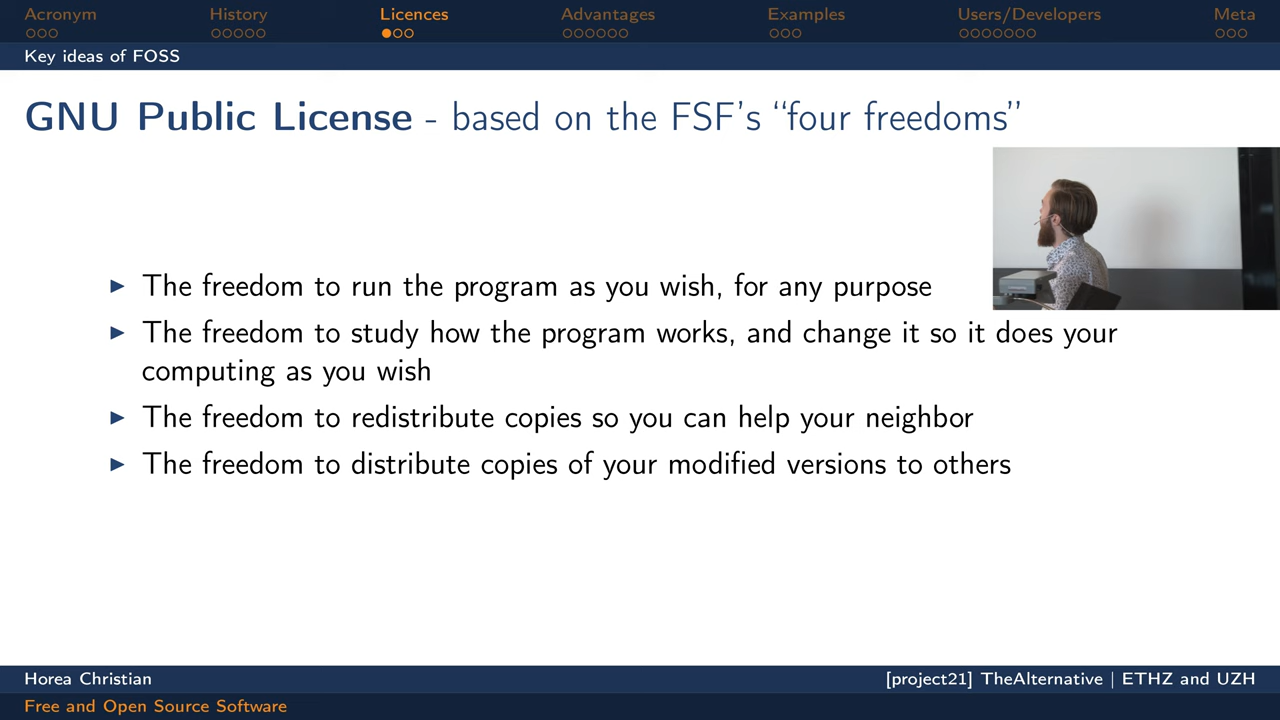 Acronym History Licences Advantages Examples Users/Developers Meta
Key ideas of FOSS
GNU Public License - based on the FSF's “four freedoms”
The freedom to run the program as you wish, for any purpose
The freedom to study how the program works, and change it so it does your
computing as you wish
The freedom to redistribute copies so you can help your neighbor
The freedom to distribute copies of your modified versions to others
Horea Christian [project21] TheAlternative | ETHZ and UZH
Free and Open Source Software